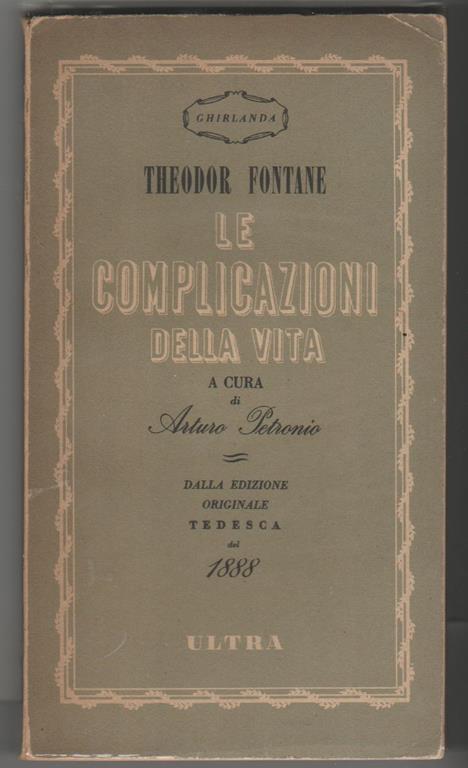 GHIRLANDA
THEODOR FONTANE
LE
COMPLICAZIONI
DELLA VITA
A CURA
di
Arturo Petronio
DALLA EDIZIONE
ORIGINALE
TEDESCA
del
1888
ULTRA